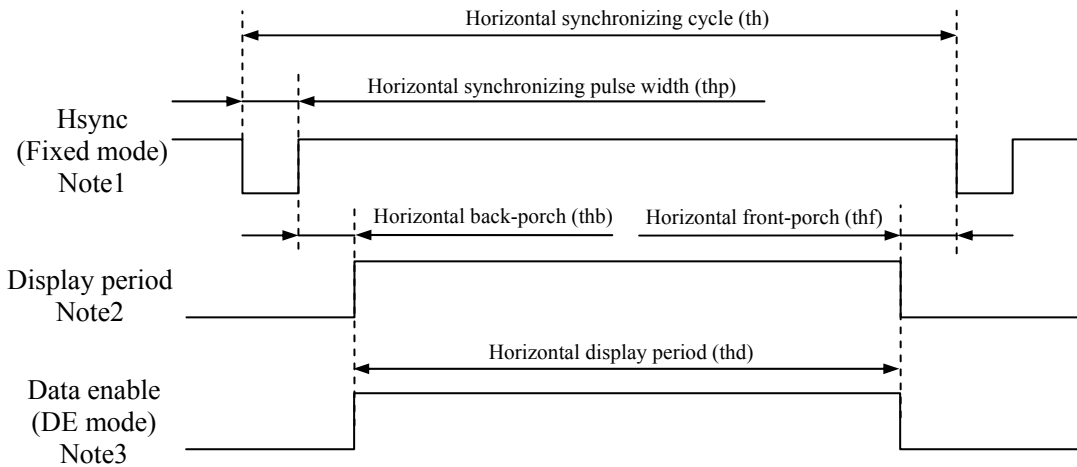 Horizontal synchronizing cycle (th)
Horizontal synchronizing pulse width (thp)
Hsync
(Fixed mode)
Note1
Horizontal back-porch (thb)
Horizontal front-porch (thf)
Display period
Note2
Horizontal display period (thd)
Data enable
(DE mode)
Note3